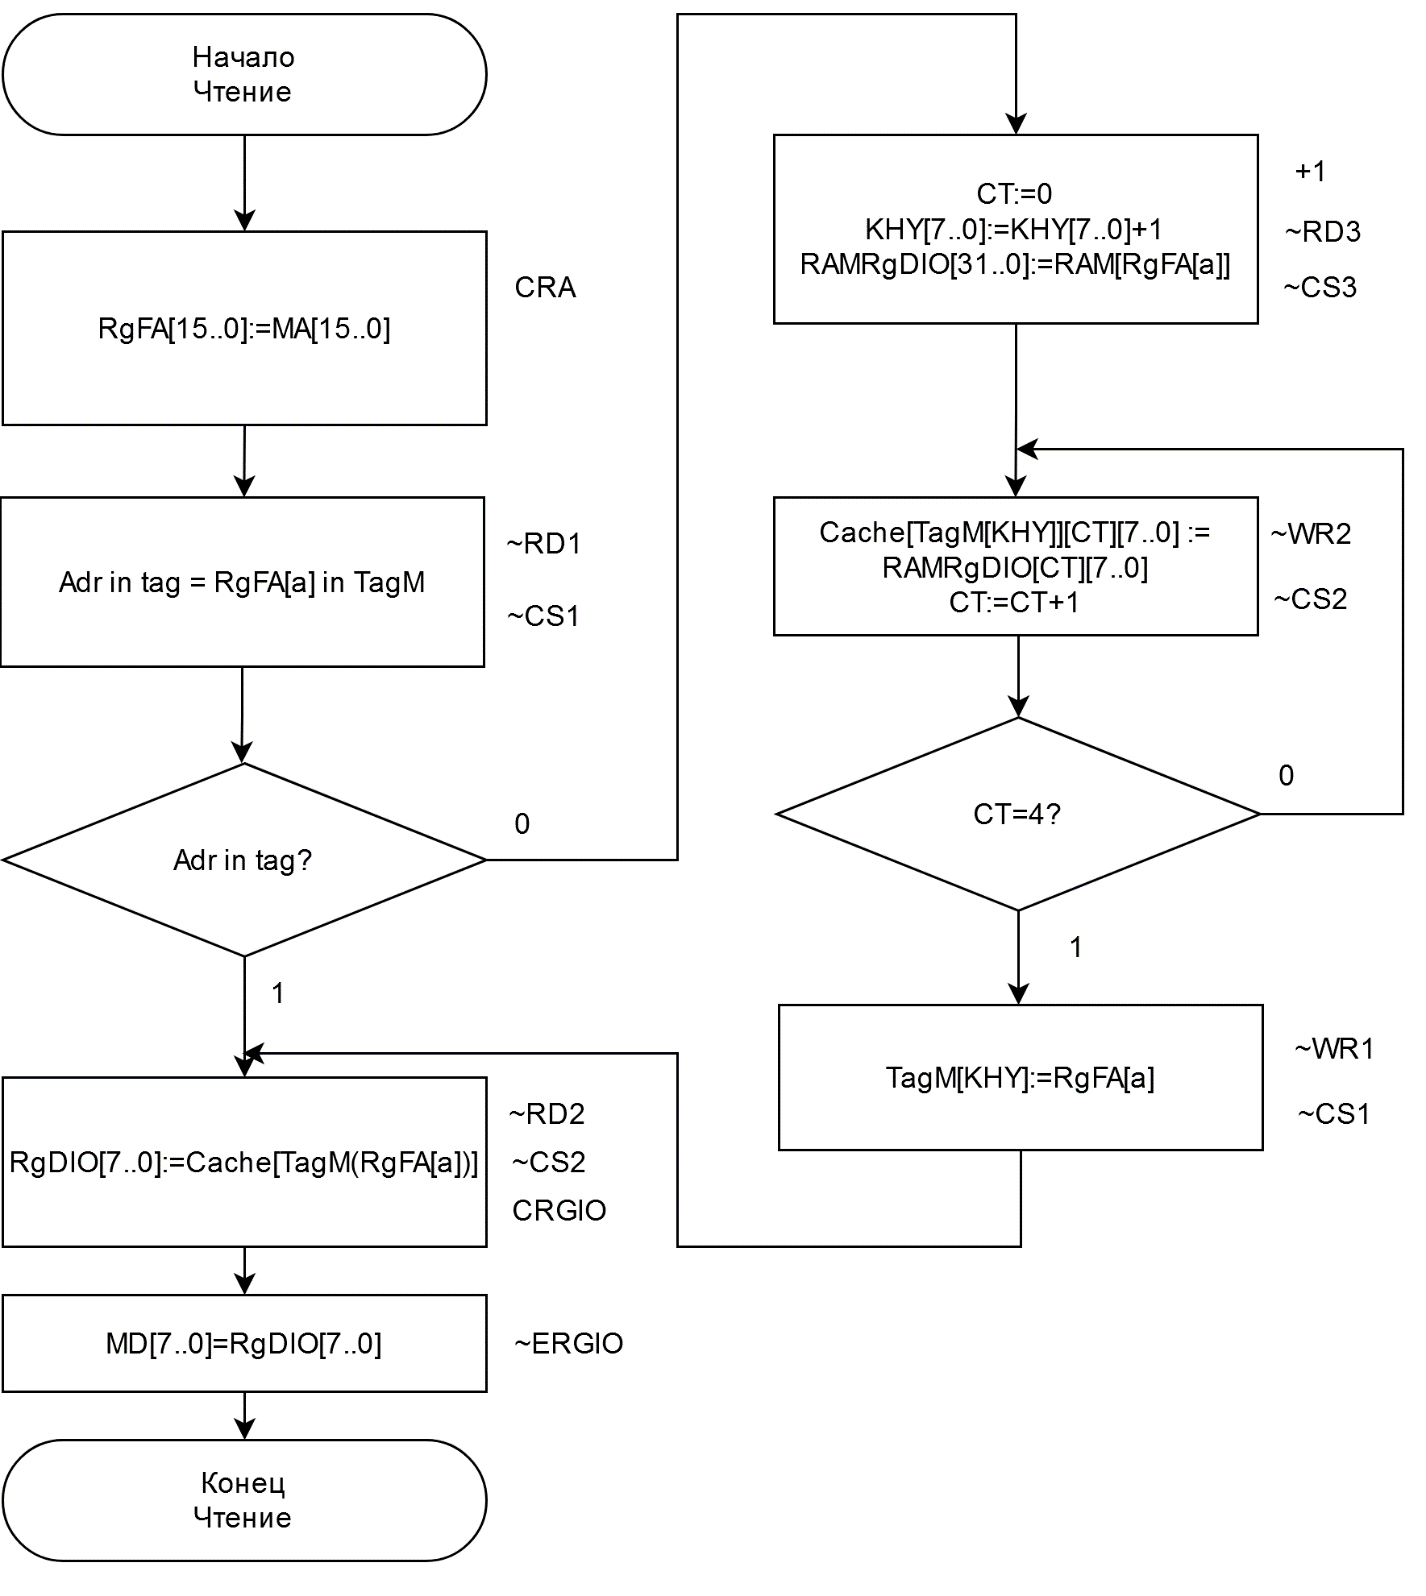 Начало
Чтение
RgFA[15..0]:=MA[15..0]
CRA
Adr in tag = RgFA[a] in TagM
~RD1
~CS1
Adr in tag?
0
1
RgDIO[7..0]:=Cache[TagM(RgFA[a])]
~RD2
~CS2
CRGIO
MD[7..0]=RgDIO[7..0]
~ERGIO
Конец
Чтение
CT:=0
KHY[7..0]:=KHY[7..0]+1
RAMRgDIO[31..0]:=RAM[RgFA[a]]
+1
~RD3
~CS3
Cache[TagM[KHY]][CT][7..0] :=
RAMRgDIO[CT][7..0]
CT:=CT+1
~WR2
~CS2
CT=4?
0
1
TagM[KHY]:=RgFA[a]
~WR1
~CS1